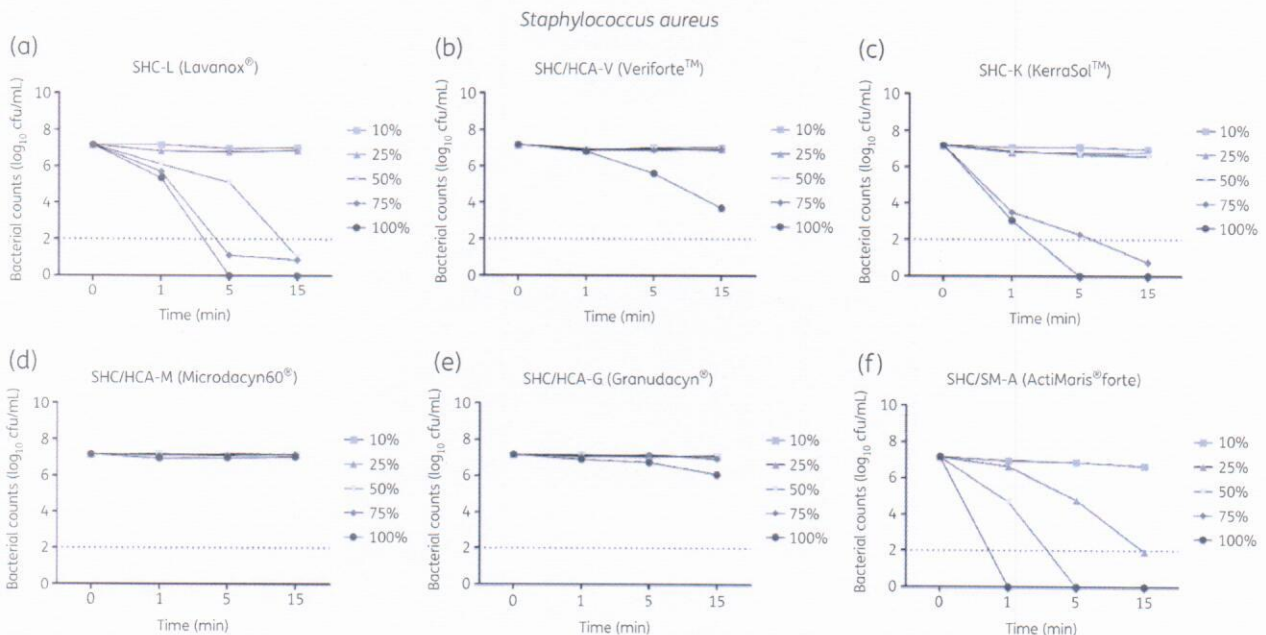 Staphylococcus aureus
(a)
SHC-L (Lavanox®)
Bacterial counts (log10 cfu/mL)
10
8
6
4
2
0
0 1 5 15
Time (min)
10%
25%
50%
75%
100%
(b)
SHC/HCA-V (Veriforte™)
Bacterial counts (log10 cfu/mL)
10
8
6
4
2
0
0 1 5 15
Time (min)
10%
25%
50%
75%
100%
(c)
SHC-K (KerraSol™)
Bacterial counts (log10 cfu/mL)
10
8
6
4
2
0
0 1 5 15
Time (min)
10%
25%
50%
75%
100%
(d)
SHC/HCA-M (Microdacyn60®)
Bacterial counts (log10 cfu/mL)
10
8
6
4
2
0
0 1 5 15
Time (min)
10%
25%
50%
75%
100%
(e)
SHC/HCA-G (Granudacyn®)
Bacterial counts (log10 cfu/mL)
10
8
6
4
2
0
0 1 5 15
Time (min)
10%
25%
50%
75%
100%
(f)
SHC/SM-A (ActiMaris®forte)
Bacterial counts (log10 cfu/mL)
10
8
6
4
2
0
0 1 5 15
Time (min)
10%
25%
50%
75%
100%